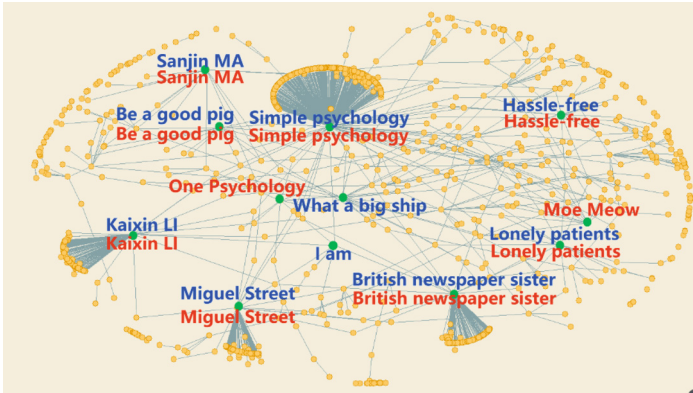 Sanjin MA
Sanjin MA
Be a good pig
Be a good pig
Simple psychology
Simple psychology
Hassle-free
Hassle-free
One Psychology
What a big ship
Moe Meow
Kaixin LI
Kaixin LI
Lonely patients
Lonely patients
I am
British newspaper sister
British newspaper sister
Miguel Street
Miguel Street